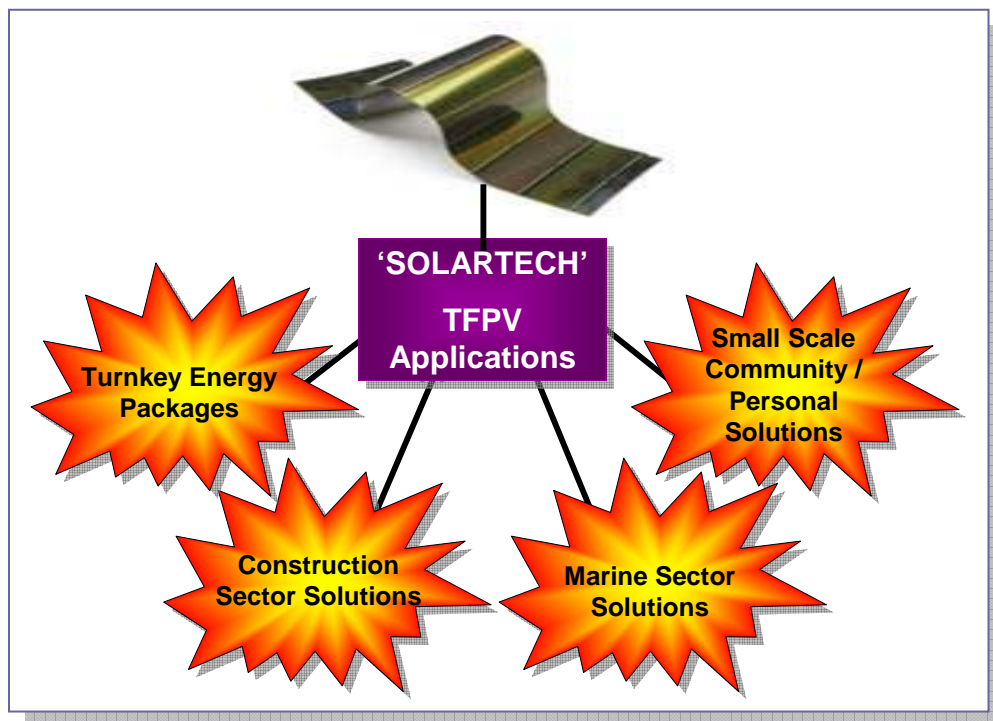 ‘SOLARTECH’
TFPV
Applications
Turnkey Energy
Packages
Small Scale
Community /
Personal
Solutions
Construction
Sector Solutions
Marine Sector
Solutions